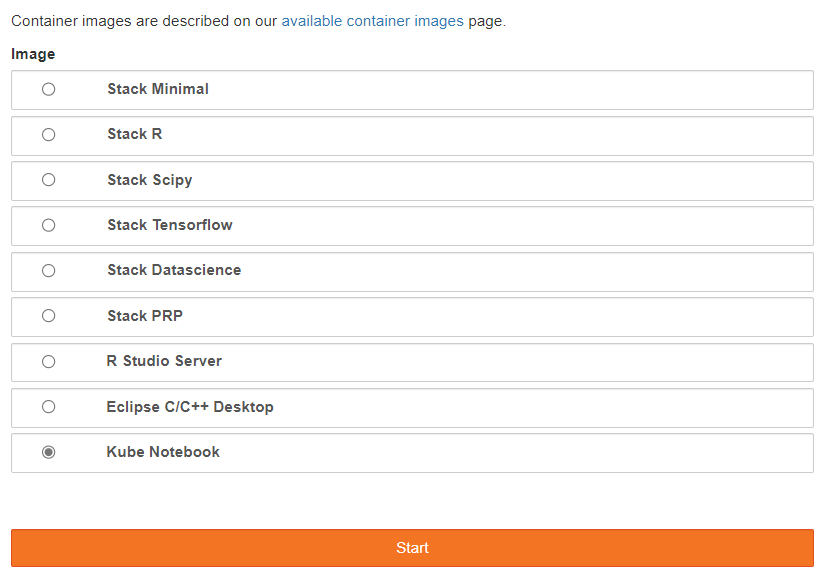 Container images are described on our available container images page.
Image
Stack Minimal
Stack R
Stack Scipy
Stack Tensorflow
Stack Datascience
Stack PRP
R Studio Server
Eclipse C/C++ Desktop
Kube Notebook
Start